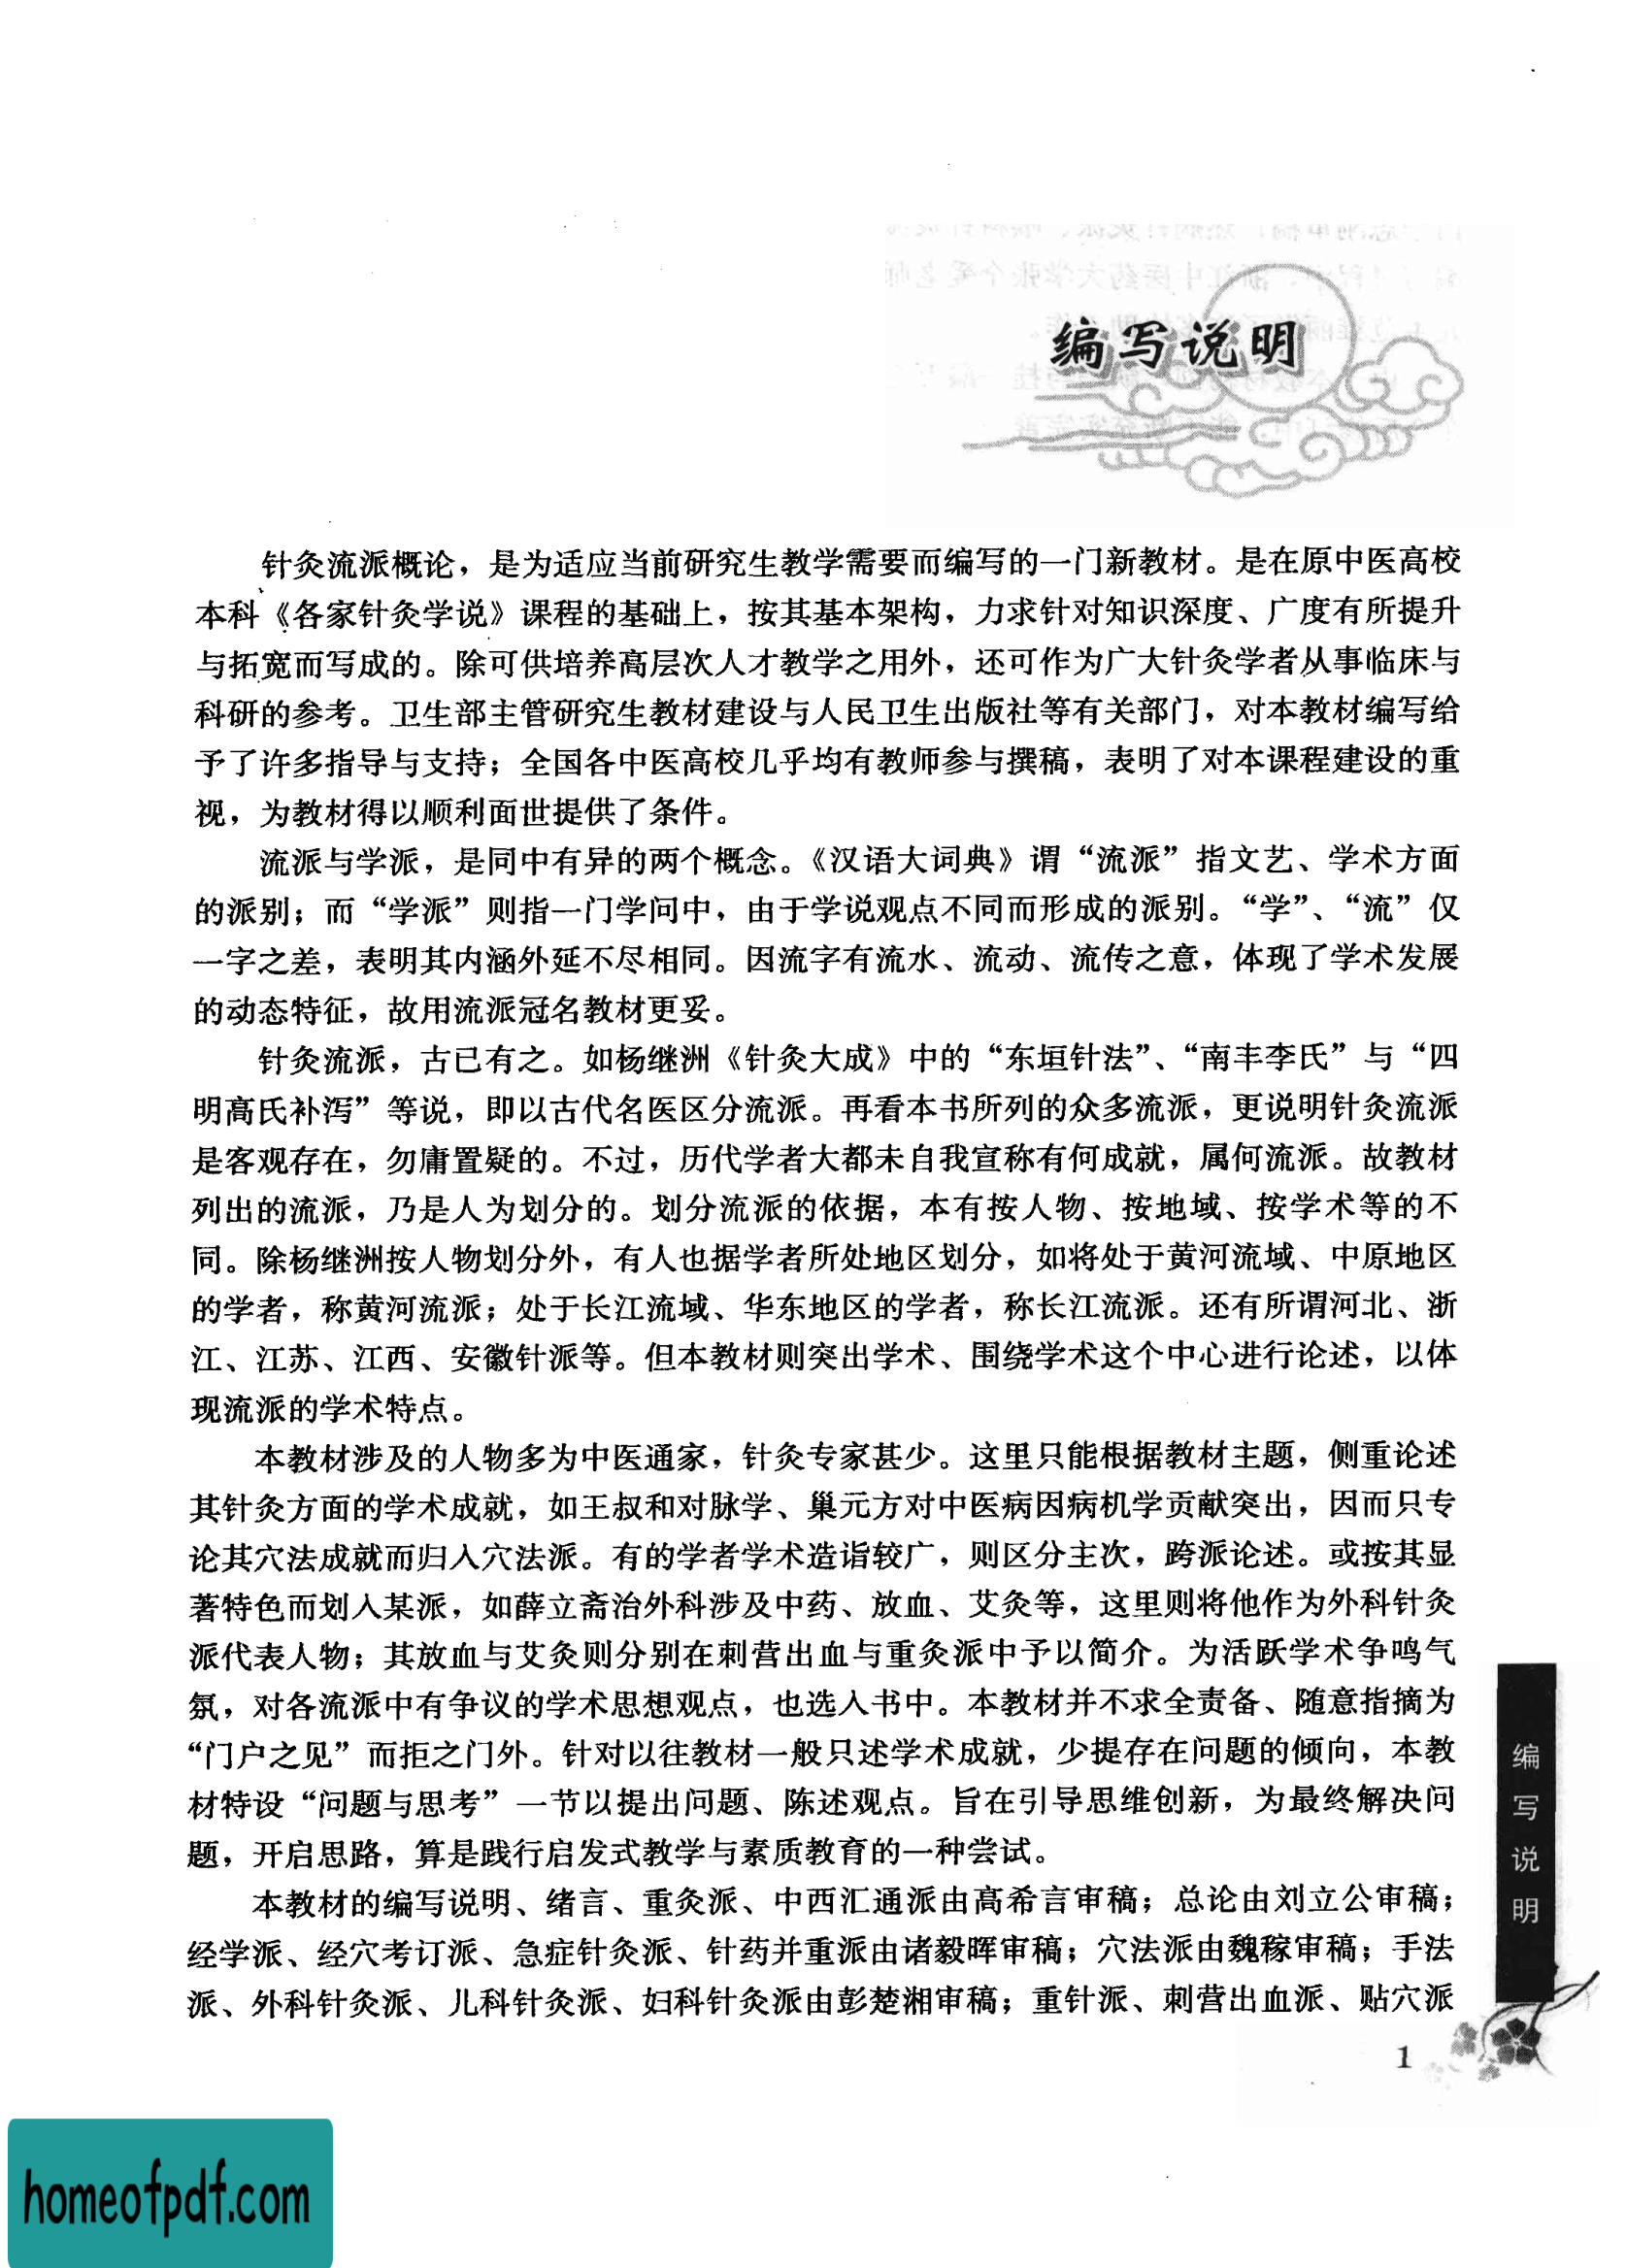 编写说明
针灸流派概论，是为适应当前研究生教学需要而编写的一门新教材。是在原中医高校
本科《各家针灸学说》课程的基础上，按其基本架构，力求针对知识深度、广度有所提升
与拓宽而写成的。除可供培养高层次人才教学之用外，还可作为广大针灸学者从事临床与
科研的参考。卫生部主管研究生教材建设与人民卫生出版社等有关部门，对本教材编写给
予了许多指导与支持；全国各中医高校几乎均有教师参与撰稿，表明了对本课程建设的重
视，为教材得以顺利面世提供了条件。
流派与学派，是同中有异的两个概念。《汉语大词典》谓“流派”指文艺、学术方面
的派别；而“学派”则指一门学问中，由于学说观点不同而形成的派别。“学”、“流”仅
一字之差，表明其内涵外延不尽相同。因流字有流水、流动、流传之意，体现了学术发展
的动态特征，故用流派冠名教材更妥。
针灸流派，古已有之。如杨继洲《针灸大成》中的“东垣针法”、“南丰李氏”与“四
明高氏补泻”等说，即以古代名医区分流派。再看本书所列的众多流派，更说明针灸流派
是客观存在，勿庸置疑的。不过，历代学者大都未自我宣称有何成就，属何流派。故教材
列出的流派，乃是人为划分的。划分流派的依据，本有按人物、按地域、按学术等的不
同。除杨继洲按人物划分外，有人也据学者所处地区划分，如将处于黄河流域、中原地区
的学者，称黄河流派；处于长江流域、华东地区的学者，称长江流派。还有所谓河北、浙
江、江苏、江西、安徽针派等。但本教材则突出学术、围绕学术这个中心进行论述，以体
现流派的学术特点。
本教材涉及的人物多为中医通家，针灸专家甚少。这里只能根据教材主题，侧重论述
其针灸方面的学术成就，如王叔和对脉学、巢元方对中医病因病机学贡献突出，因而只专
论其穴法成就而归入穴法派。有的学者学术造诣较广，则区分主次，跨派论述。或按其显
著特色而划入某派，如薛立斋治外科涉及中药、放血、艾灸等，这里则将他作为外科针灸
派代表人物；其放血与艾灸则分别在刺营出血与重灸派中予以简介。为活跃学术争鸣气
氛，对各流派中有争议的学术思想观点，也选入书中。本教材并不求全责备、随意指摘为
“门户之见”而拒之门外。针对以往教材一般只述学术成就，少提存在问题的倾向，本教
材特设“问题与思考”一节以提出问题、陈述观点。旨在引导思维创新，为最终解决问
题，开启思路，算是践行启发式教学与素质教育的一种尝试。
本教材的编写说明、绪言、重灸派、中西汇通派由高希言审稿；总论由刘立公审稿；
经学派、经穴考订派、急症针灸派、针药并重派由诸毅晖审稿；穴法派由魏稼审稿；手法
派、外科针灸派、儿科针灸派、妇科针灸派由彭楚湘审稿；重针派、刺营出血派、贴穴派
编写说明
1
homeofpdf.com